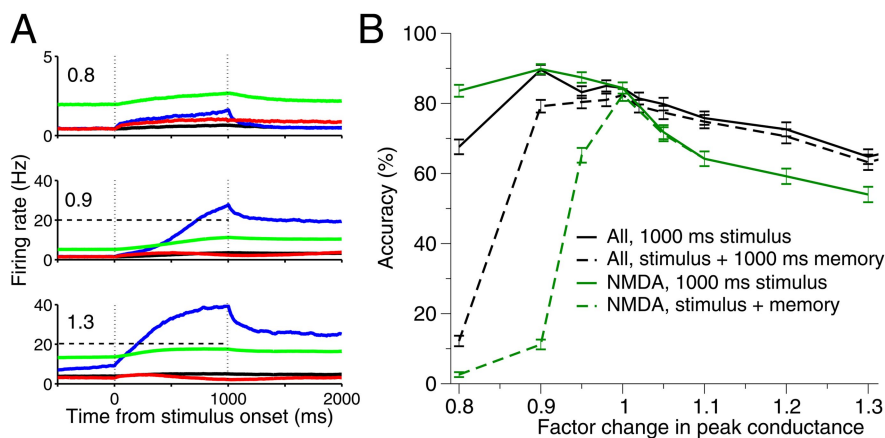 A
B
5
0.8
0
40
0.9
20
0
40
1.3
20
0
0
1000
2000
Firing rate (Hz)
Time from stimulus onset (ms)
100
80
60
40
20
0
Accuracy (%)
All, 1000 ms stimulus
All, stimulus + 1000 ms memory
NMDA, 1000 ms stimulus
NMDA, stimulus + memory
0.8
0.9
1
1.1
1.2
1.3
Factor change in peak conductance